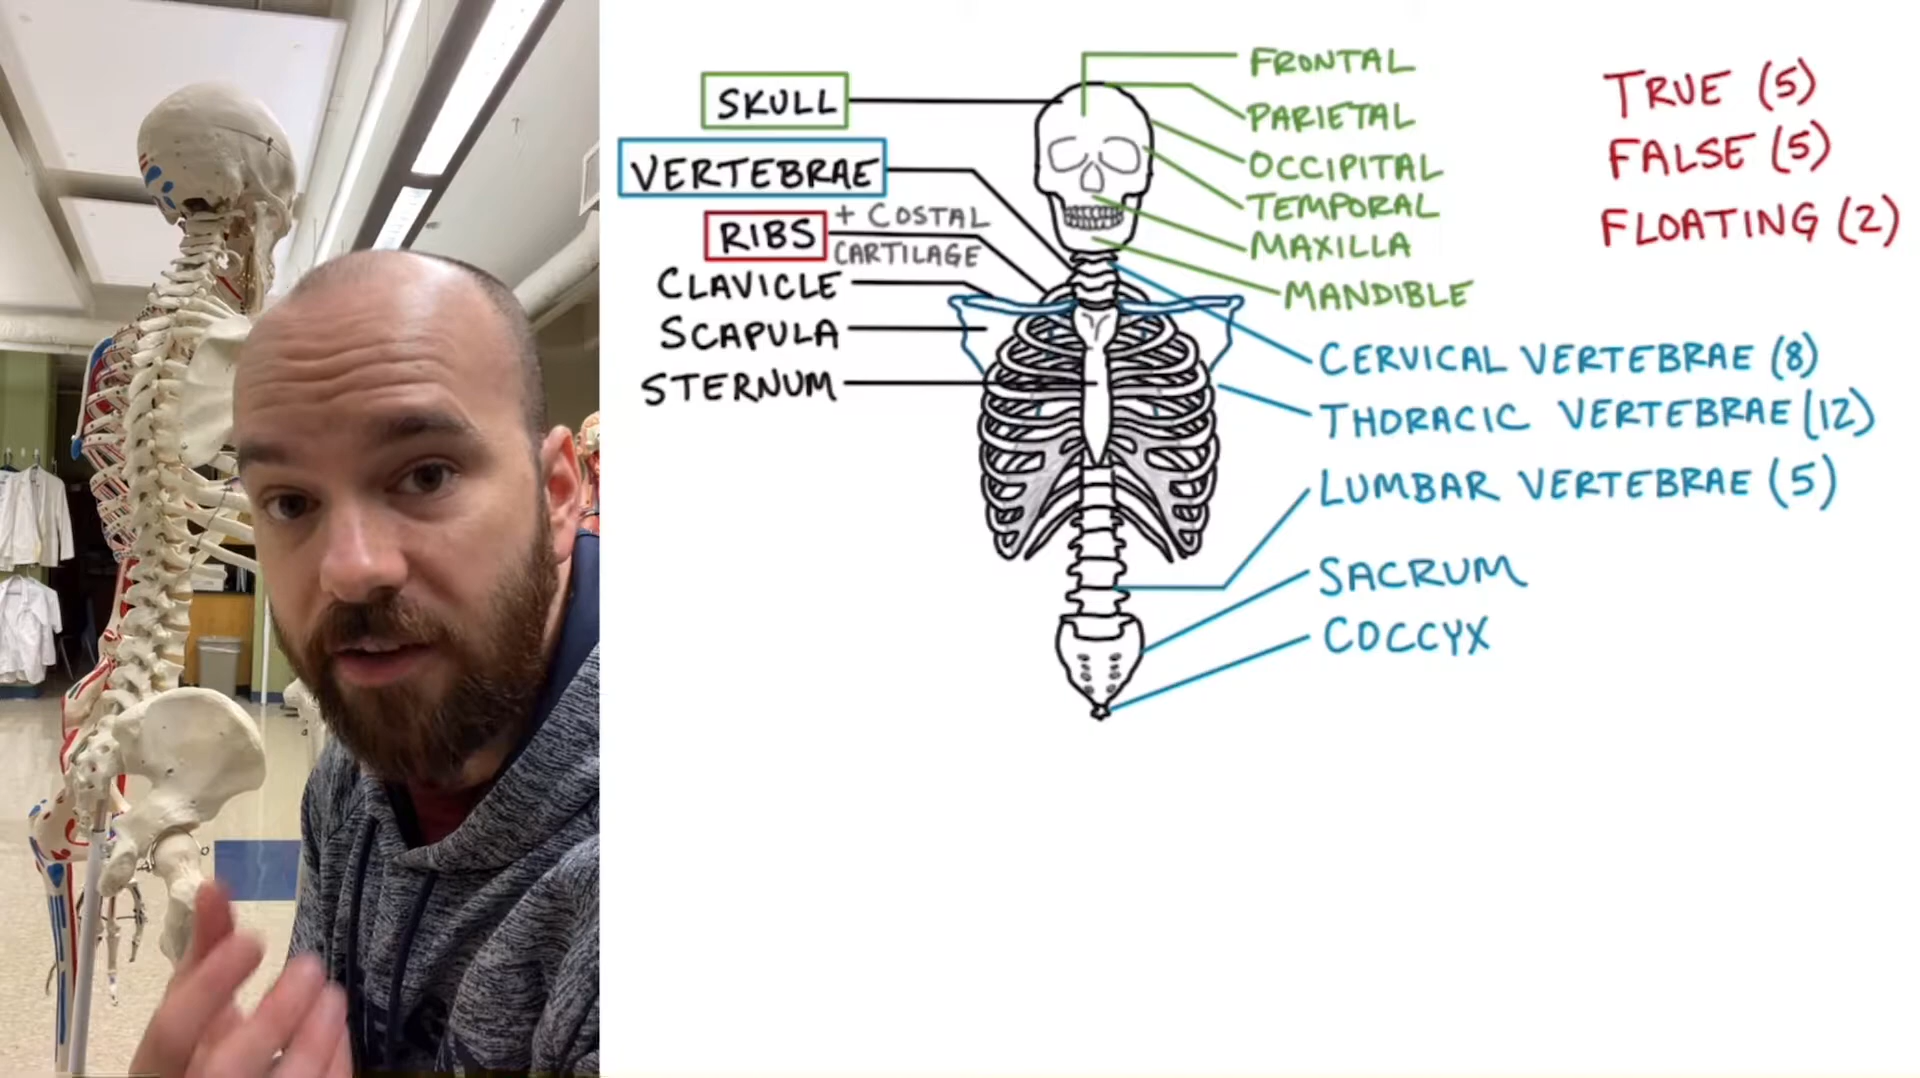 SKULL
VERTEBRAE
RIBS
+ COSTAL
CARTILAGE
CLAVICLE
SCAPULA
STERNUM
FRONTAL
PARIETAL
OCCIPITAL
TEMPORAL
MAXILLA
MANDIBLE
CERVICAL VERTEBRAE (8)
THORACIC VERTEBRAE (12)
LUMBAR VERTEBRAE (5)
SACRUM
COCCYX
TRUE (5)
FALSE (5)
FLOATING (2)